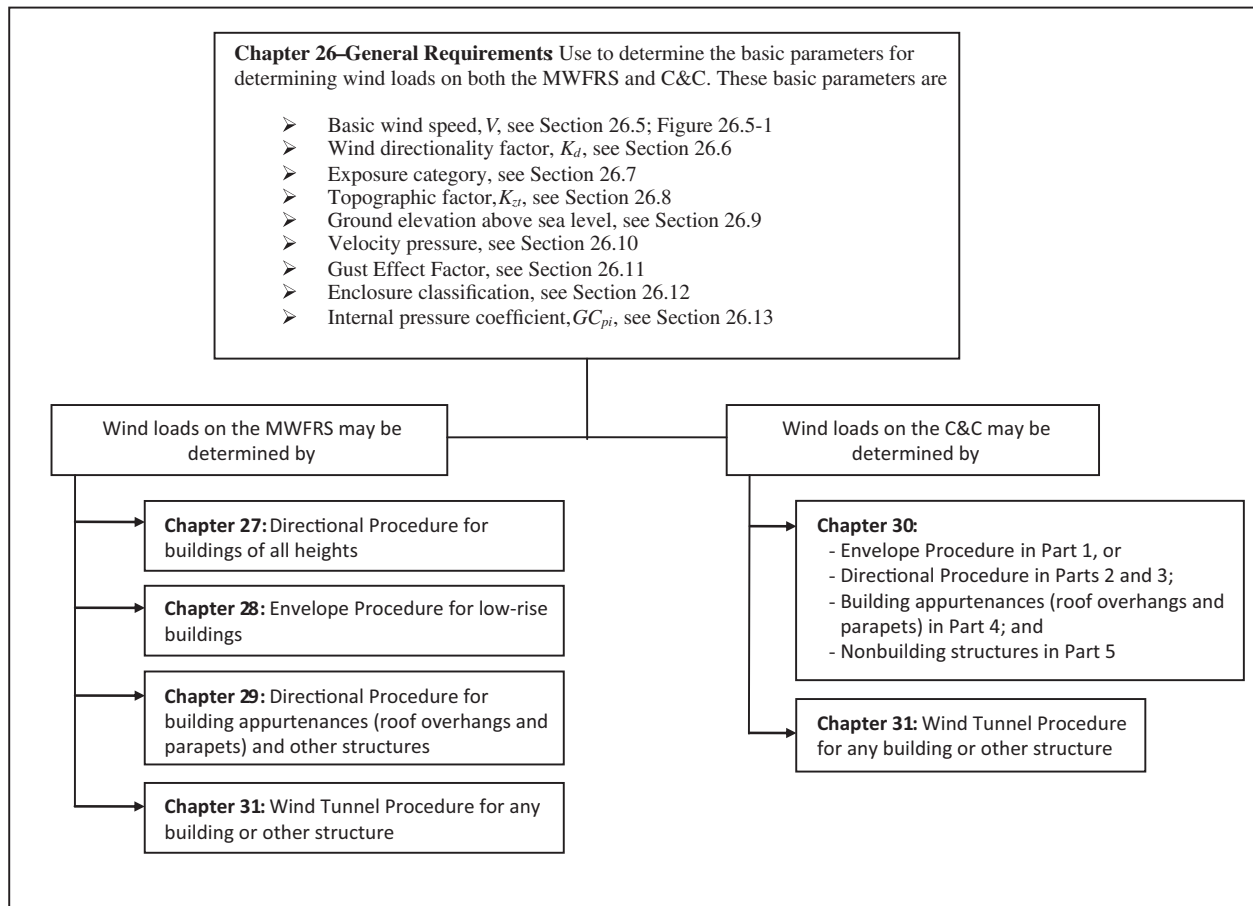 Chapter 26–General Requirements: Use to determine the basic parameters for
determining wind loads on both the MWFRS and C&C. These basic parameters are
➢ Basic wind speed, V, see Section 26.5; Figure 26.5-1
➢ Wind directionality factor, Kd, see Section 26.6
➢ Exposure category, see Section 26.7
➢ Topographic factor, Kzt, see Section 26.8
➢ Ground elevation above sea level, see Section 26.9
➢ Velocity pressure, see Section 26.10
➢ Gust Effect Factor, see Section 26.11
➢ Enclosure classification, see Section 26.12
➢ Internal pressure coefficient, GCpi, see Section 26.13
Wind loads on the MWFRS may be
determined by
Chapter 27: Directional Procedure for
buildings of all heights
Chapter 28: Envelope Procedure for low-rise
buildings
Chapter 29: Directional Procedure for
building appurtenances (roof overhangs and
parapets) and other structures
Chapter 31: Wind Tunnel Procedure for any
building or other structure
Wind loads on the C&C may be
determined by
Chapter 30:
- Envelope Procedure in Part 1, or
- Directional Procedure in Parts 2 and 3;
- Building appurtenances (roof overhangs and
parapets) in Part 4; and
- Nonbuilding structures in Part 5
Chapter 31: Wind Tunnel Procedure
for any building or other structure